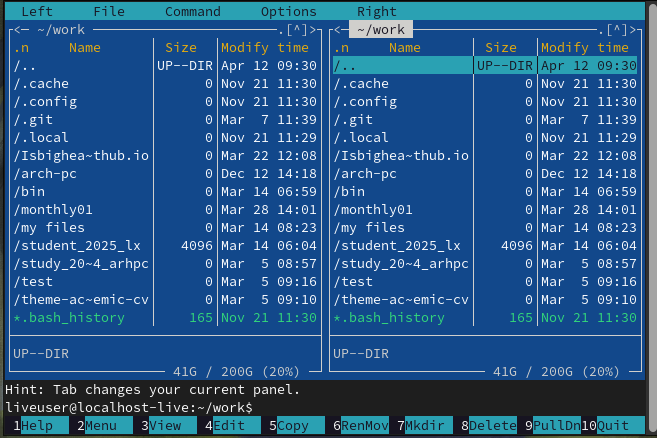 Left File Command Options Right
<─ ~/work ─.[^]> <─ ~/work ─.[^]>
.n Name Size Modify time .n Name Size Modify time
/.. UP--DIR Apr 12 09:30 /.. UP--DIR Apr 12 09:30
/.cache 0 Nov 21 11:30 /.cache 0 Nov 21 11:30
/.config 0 Nov 21 11:30 /.config 0 Nov 21 11:30
/.git 0 Mar 7 11:39 /.git 0 Mar 7 11:39
/.local 0 Nov 21 11:29 /.local 0 Nov 21 11:29
/Isbighea~thub.io 0 Mar 22 12:08 /Isbighea~thub.io 0 Mar 22 12:08
/arch-pc 0 Dec 12 14:18 /arch-pc 0 Dec 12 14:18
/bin 0 Mar 14 06:59 /bin 0 Mar 14 06:59
/monthly01 0 Mar 28 14:01 /monthly01 0 Mar 28 14:01
/my files 0 Mar 14 08:23 /my files 0 Mar 14 08:23
/student_2025_lx 4096 Mar 14 06:04 /student_2025_lx 4096 Mar 14 06:04
/study_20~4_arhpc 0 Mar 5 08:57 /study_20~4_arhpc 0 Mar 5 08:57
/test 0 Mar 5 09:16 /test 0 Mar 5 09:16
/theme-ac~emic-cv 0 Mar 5 09:10 /theme-ac~emic-cv 0 Mar 5 09:10
*.bash_history 165 Nov 21 11:30 *.bash_history 165 Nov 21 11:30
UP--DIR UP--DIR
41G / 200G (20%) 41G / 200G (20%)
Hint: Tab changes your current panel.
liveuser@localhost-live:~/work$
1Help 2Menu 3View 4Edit 5Copy 6RenMov 7Mkdir 8Delete 9PullDn 10Quit